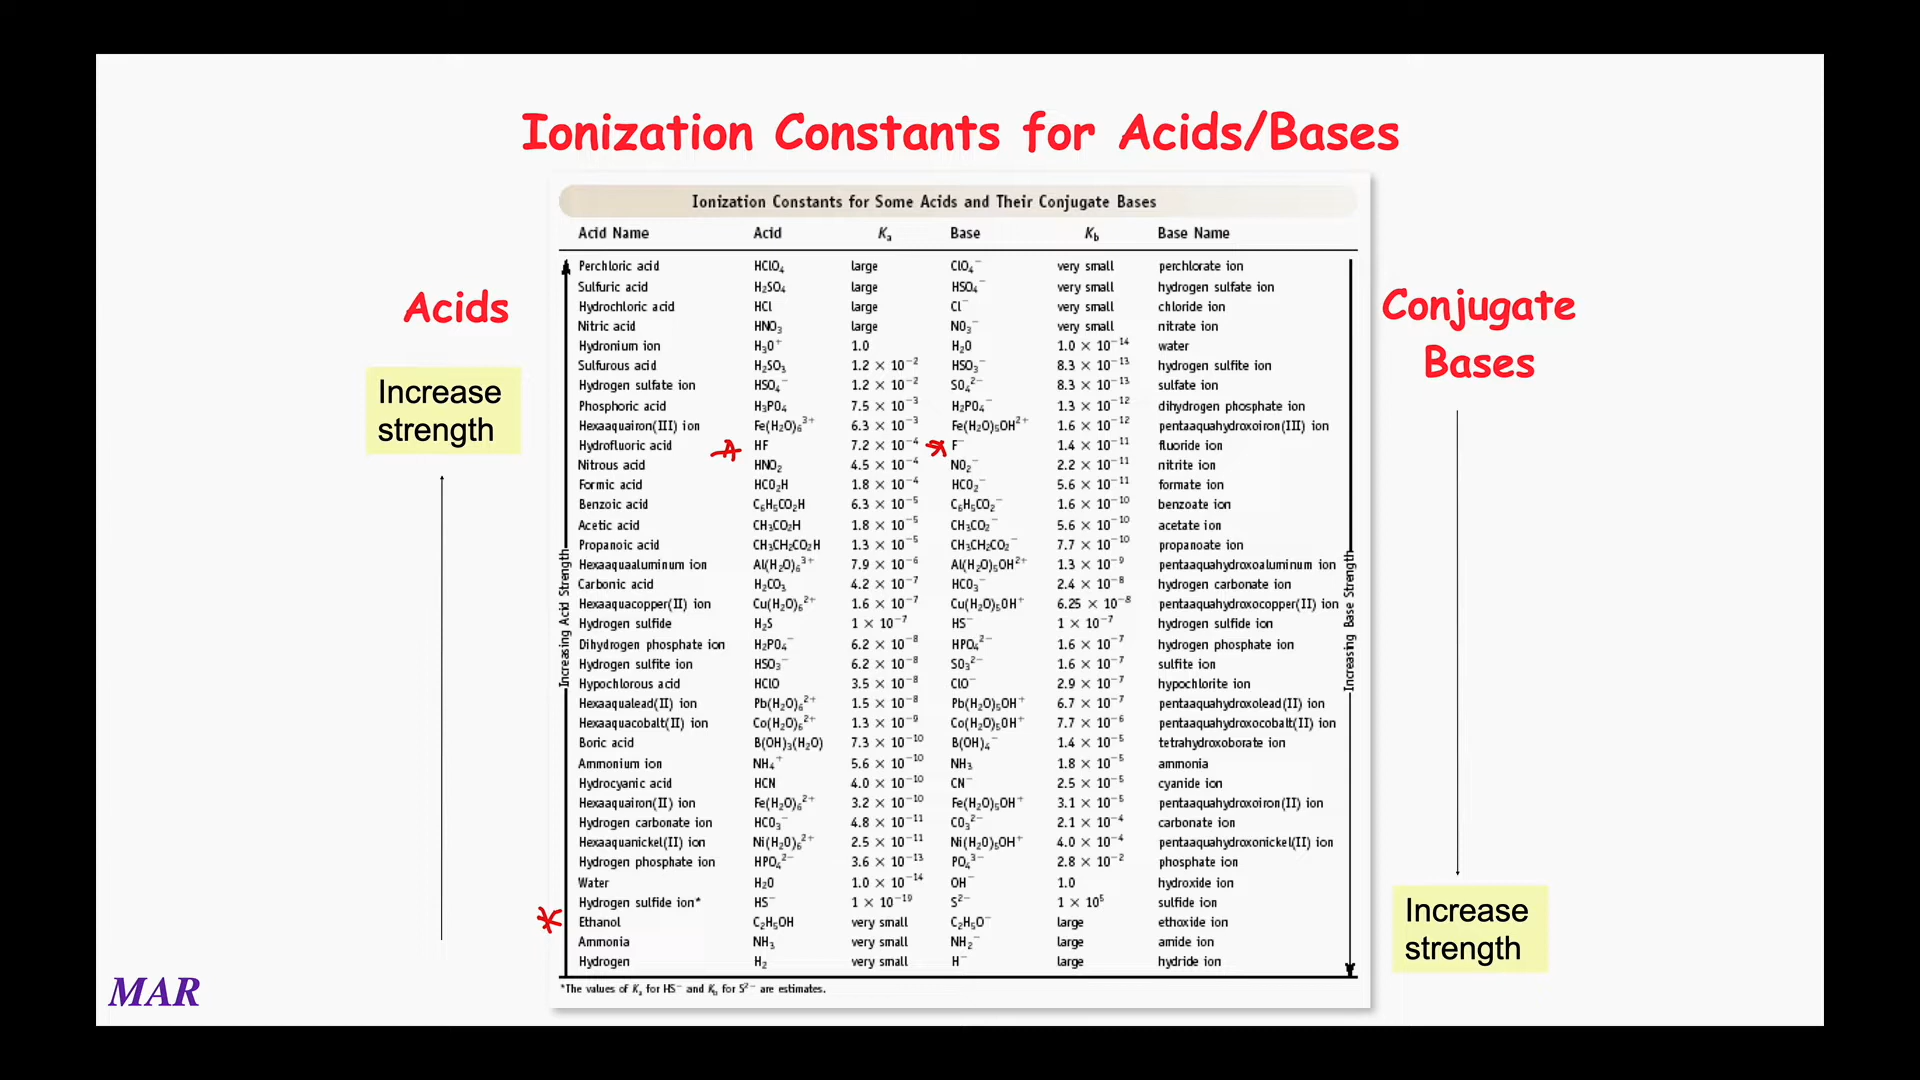 Ionization Constants for Acids/Bases
Ionization Constants for Some Acids and Their Conjugate Bases
Acid Name Acid Kₐ Base K_b Base Name
Perchloric acid HClO₄ large ClO₄⁻ very small perchlorate ion
Sulfuric acid H₂SO₄ large HSO₄⁻ very small hydrogen sulfate ion
Hydrochloric acid HCl large Cl⁻ very small chloride ion
Nitric acid HNO₃ large NO₃⁻ very small nitrate ion
Hydronium ion H₃O⁺ 1.0 H₂O 1.0 × 10⁻¹⁴ water
Sulfurous acid H₂SO₃ 1.2 × 10⁻² HSO₃⁻ 8.3 × 10⁻¹³ hydrogen sulfite ion
Hydrogen sulfate ion HSO₄⁻ 1.2 × 10⁻² SO₄²⁻ 8.3 × 10⁻¹³ sulfate ion
Phosphoric acid H₃PO₄ 7.5 × 10⁻³ H₂PO₄⁻ 1.3 × 10⁻¹² dihydrogen phosphate ion
Hexaaquairon(III) ion Fe(H₂O)₆³⁺ 6.3 × 10⁻³ Fe(H₂O)₅OH²⁺ 1.6 × 10⁻¹² pentaaquahydroxoiron(III) ion
Hydrofluoric acid HF 7.2 × 10⁻⁴ F⁻ 1.4 × 10⁻¹¹ fluoride ion
Nitrous acid HNO₂ 4.5 × 10⁻⁴ NO₂⁻ 2.2 × 10⁻¹¹ nitrite ion
Formic acid HCO₂H 1.8 × 10⁻⁴ HCO₂⁻ 5.6 × 10⁻¹¹ formate ion
Benzoic acid C₆H₅CO₂H 6.3 × 10⁻⁵ C₆H₅CO₂⁻ 1.6 × 10⁻¹⁰ benzoate ion
Acetic acid CH₃CO₂H 1.8 × 10⁻⁵ CH₃CO₂⁻ 5.6 × 10⁻¹⁰ acetate ion
Propanoic acid CH₃CH₂CO₂H 1.3 × 10⁻⁵ CH₃CH₂CO₂⁻ 7.7 × 10⁻¹⁰ propanoate ion
Hexaaquaaluminum ion Al(H₂O)₆³⁺ 7.9 × 10⁻⁶ Al(H₂O)₅OH²⁺ 1.3 × 10⁻⁹ pentaaquahydroxoaluminum ion
Carbonic acid H₂CO₃ 4.2 × 10⁻⁷ HCO₃⁻ 2.4 × 10⁻⁸ hydrogen carbonate ion
Hexaaquacopper(II) ion Cu(H₂O)₆²⁺ 1.6 × 10⁻⁷ Cu(H₂O)₅OH⁺ 6.25 × 10⁻⁸ pentaaquahydroxocopper(II) ion
Hydrogen sulfide H₂S 1 × 10⁻⁷ HS⁻ 1 × 10⁻⁷ hydrogen sulfide ion
Dihydrogen phosphate ion H₂PO₄⁻ 6.2 × 10⁻⁸ HPO₄²⁻ 1.6 × 10⁻⁷ hydrogen phosphate ion
Hydrogen sulfite ion HSO₃⁻ 6.2 × 10⁻⁸ SO₃²⁻ 1.6 × 10⁻⁷ sulfite ion
Hypochlorous acid HClO 3.5 × 10⁻⁸ ClO⁻ 2.9 × 10⁻⁷ hypochlorite ion
Hexaaqualead(II) ion Pb(H₂O)₆²⁺ 1.5 × 10⁻⁸ Pb(H₂O)₅OH⁺ 6.7 × 10⁻⁷ pentaaquahydroxolead(II) ion
Hexaaquacobalt(II) ion Co(H₂O)₆²⁺ 1.3 × 10⁻⁹ Co(H₂O)₅OH⁺ 7.7 × 10⁻⁶ pentaaquahydroxocobalt(II) ion
Boric acid B(OH)₃(H₂O) 7.3 × 10⁻¹⁰ B(OH)₄⁻ 1.4 × 10⁻⁵ tetrahydroxoborate ion
Ammonium ion NH₄⁺ 5.6 × 10⁻¹⁰ NH₃ 1.8 × 10⁻⁵ ammonia
Hydrocyanic acid HCN 4.0 × 10⁻¹⁰ CN⁻ 2.5 × 10⁻⁵ cyanide ion
Hexaaquairon(II) ion Fe(H₂O)₆²⁺ 3.2 × 10⁻¹⁰ Fe(H₂O)₅OH⁺ 3.1 × 10⁻⁵ pentaaquahydroxoiron(II) ion
Hydrogen carbonate ion HCO₃⁻ 4.8 × 10⁻¹¹ CO₃²⁻ 2.1 × 10⁻⁴ carbonate ion
Hexaaquanickel(II) ion Ni(H₂O)₆²⁺ 2.5 × 10⁻¹¹ Ni(H₂O)₅OH⁺ 4.0 × 10⁻⁴ pentaaquahydroxonickel(II) ion
Hydrogen phosphate ion HPO₄²⁻ 3.6 × 10⁻¹³ PO₄³⁻ 2.8 × 10⁻² phosphate ion
Water H₂O 1.0 × 10⁻¹⁴ OH⁻ 1.0 hydroxide ion
Hydrogen sulfide ion* HS⁻ 1 × 10⁻¹⁹ S²⁻ 1 × 10⁵ sulfide ion
Ethanol C₂H₅OH very small C₂H₅O⁻ large ethoxide ion
Ammonia NH₃ very small NH₂⁻ large amide ion
Hydrogen H₂ very small H⁻ large hydride ion
*The values of Kₐ for HS⁻ and K_b for S²⁻ are estimates.
Increasing Acid Strength
Increasing Base Strength
Acids
Increase
strength
Conjugate
Bases
Increase
strength
MAR